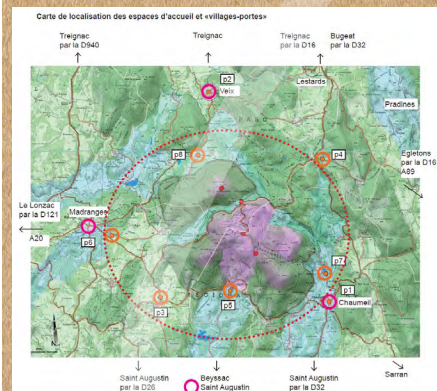 Carte de localisation des espaces d'accueil et «villages-portes»
Treignac
par la D940
Treignac
Treignac
par la D16
Bugeat
par la D32
p2
Veix
Lestards
Pradines
p8
p4
Egletons
par la D16
A89
Le Lonzac
par la D121
Madranges
A20
p6
p7
p1
Chaumeil
p3
p5
Saint Augustin
par la D26
Beyssac
Saint Augustin
Saint Augustin
par la D32
Sarran